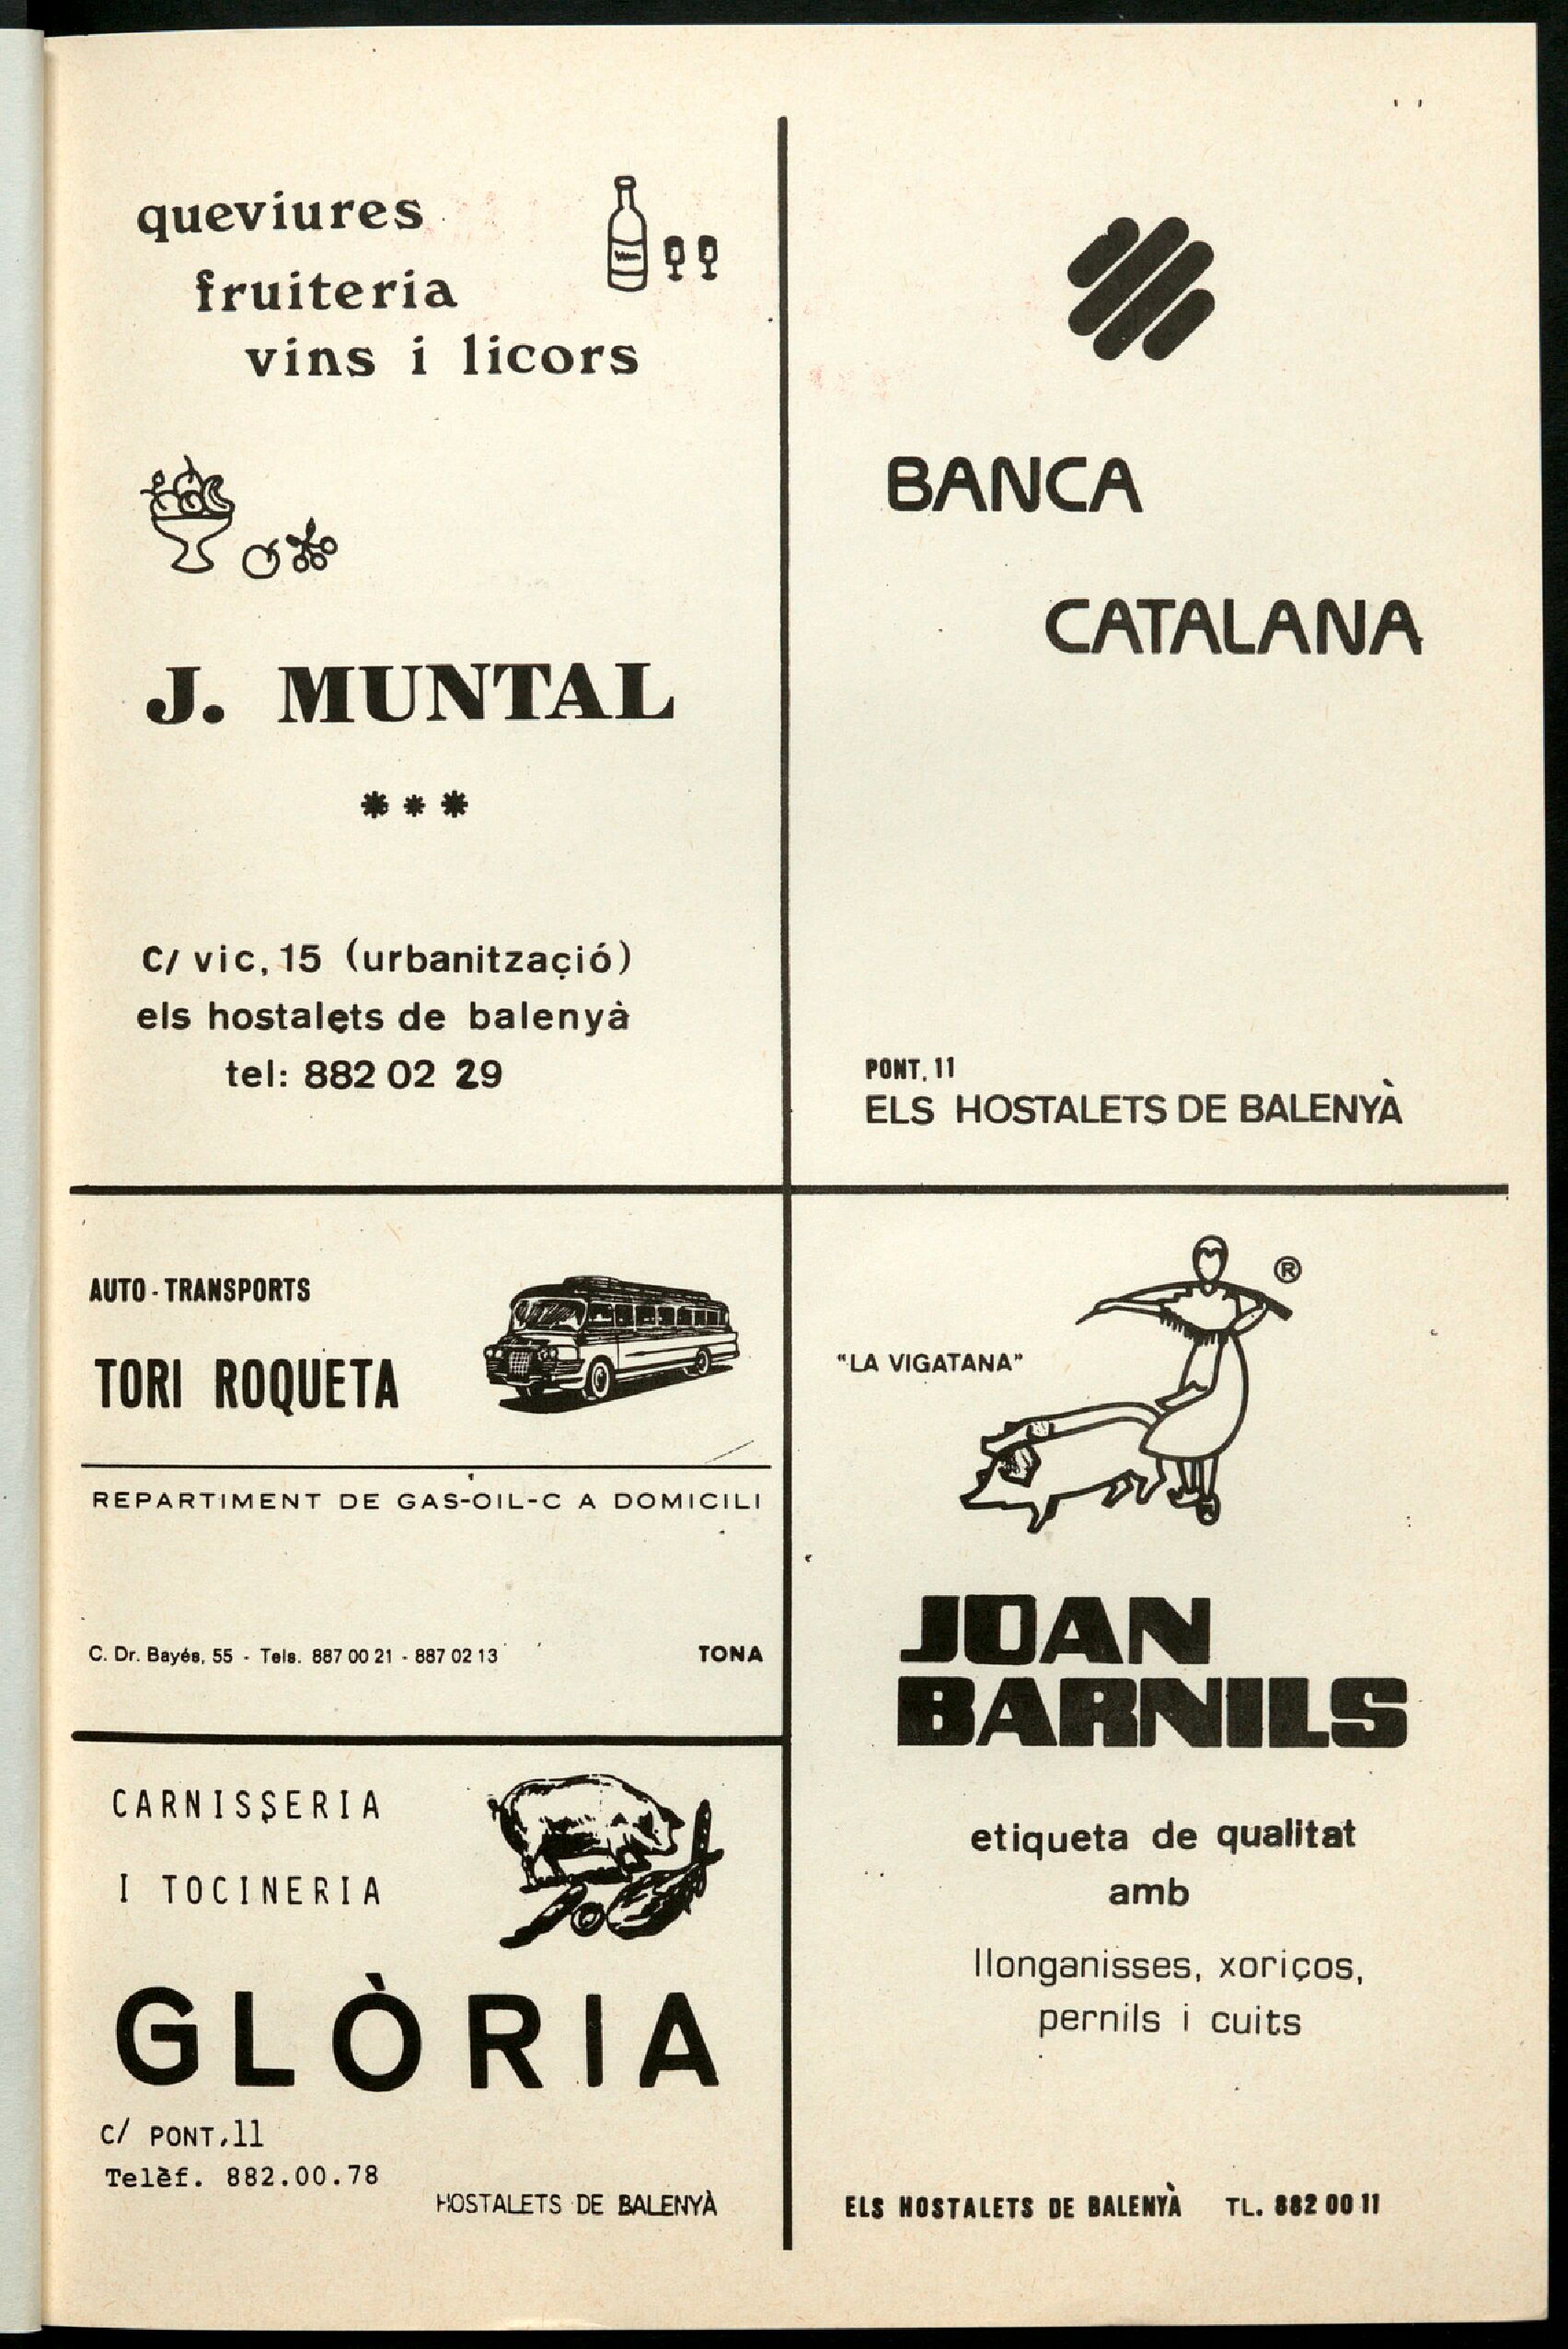 queviures
fruiteria
vins i licors
J. MUNTAL
***
C/ vic, 15 (urbanització)
els hostalets de balenyà
tel: 882 02 29
BANCA
CATALANA
PONT, 11
ELS HOSTALETS DE BALENYÀ
AUTO-TRANSPORTS
TORI ROQUETA
REPARTIMENT DE GAS-OIL-C A DOMICILI
C. Dr. Bayés, 55 - Tels. 887 00 21 - 887 02 13 TONA
CARNISSERIA
I TOCINERIA
GLÒRIA
C/ PONT, 11
Telèf. 882.00.78
HOSTALETS DE BALENYÀ
®
"LA VIGATANA"
JOAN
BARNILS
etiqueta de qualitat
amb
llonganisses, xoriços,
pernils i cuits
ELS HOSTALETS DE BALENYÀ TL. 882 00 11